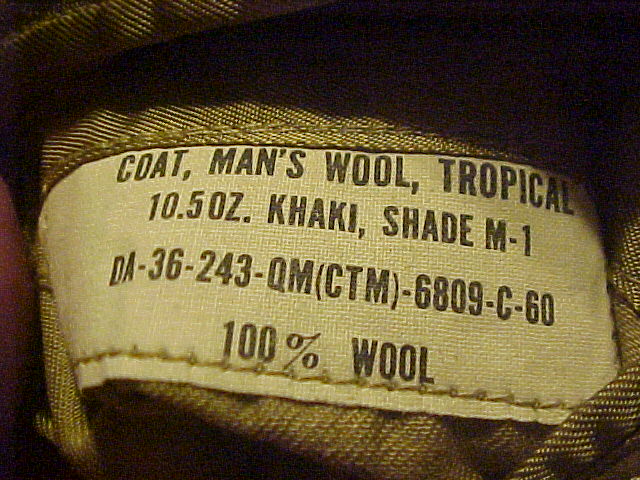 COAT, MAN'S WOOL, TROPICAL
10.5 OZ. KHAKI, SHADE M-1
DA-36-243-QM(CTM)-6809-C-60
100% WOOL